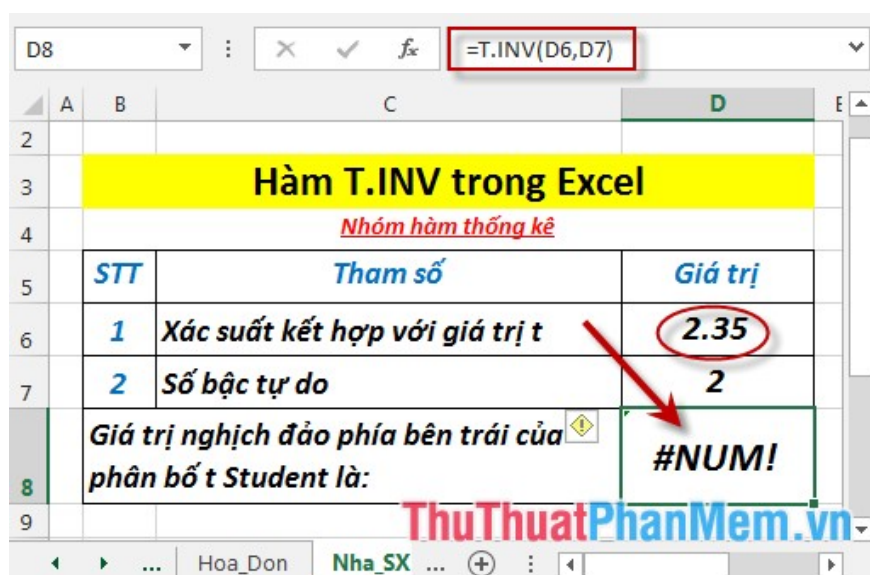 D8 fx =T.INV(D6,D7)
A B C D E
2
3 Hàm T.INV trong Excel
4 Nhóm hàm thống kê
5 STT Tham số Giá trị
6 1 Xác suất kết hợp với giá trị t 2.35
7 2 Số bậc tự do 2
Giá trị nghịch đảo phía bên trái của
8 phân bố t Student là: #NUM!
9 ThuThuatPhanMem.vn
... Hoa_Don Nha_SX ...